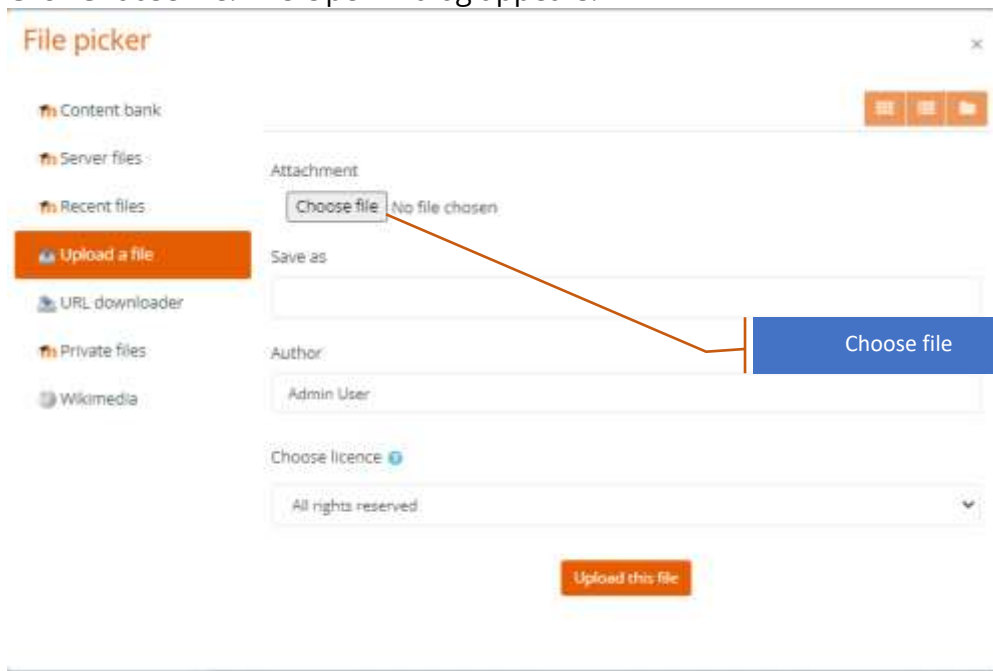 File picker
×
Content bank
Server files
Recent files
Upload a file
URL downloader
Private files
Wikimedia
Attachment
Choose file No file chosen
Save as
Choose file
Author
Admin User
Choose licence
All rights reserved
Upload this file